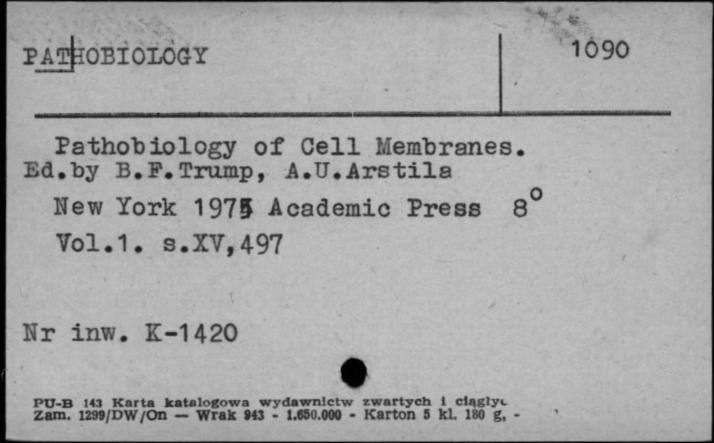 PATHOBIOLOGY
1090
Pathobiology of Cell Membranes.
Ed.by B.F.Trump, A.U.Arstila
New York 1975 Academic Press 8°
Vol.1. s.XV,497
Nr inw. K-1420
PU-B 143 Karta katalogowa wydawnictw zwartych i ciągłyc
Zam. 1299/DW/On — Wrak 943 - 1.650.000 - Karton 5 kl. 180 g, -